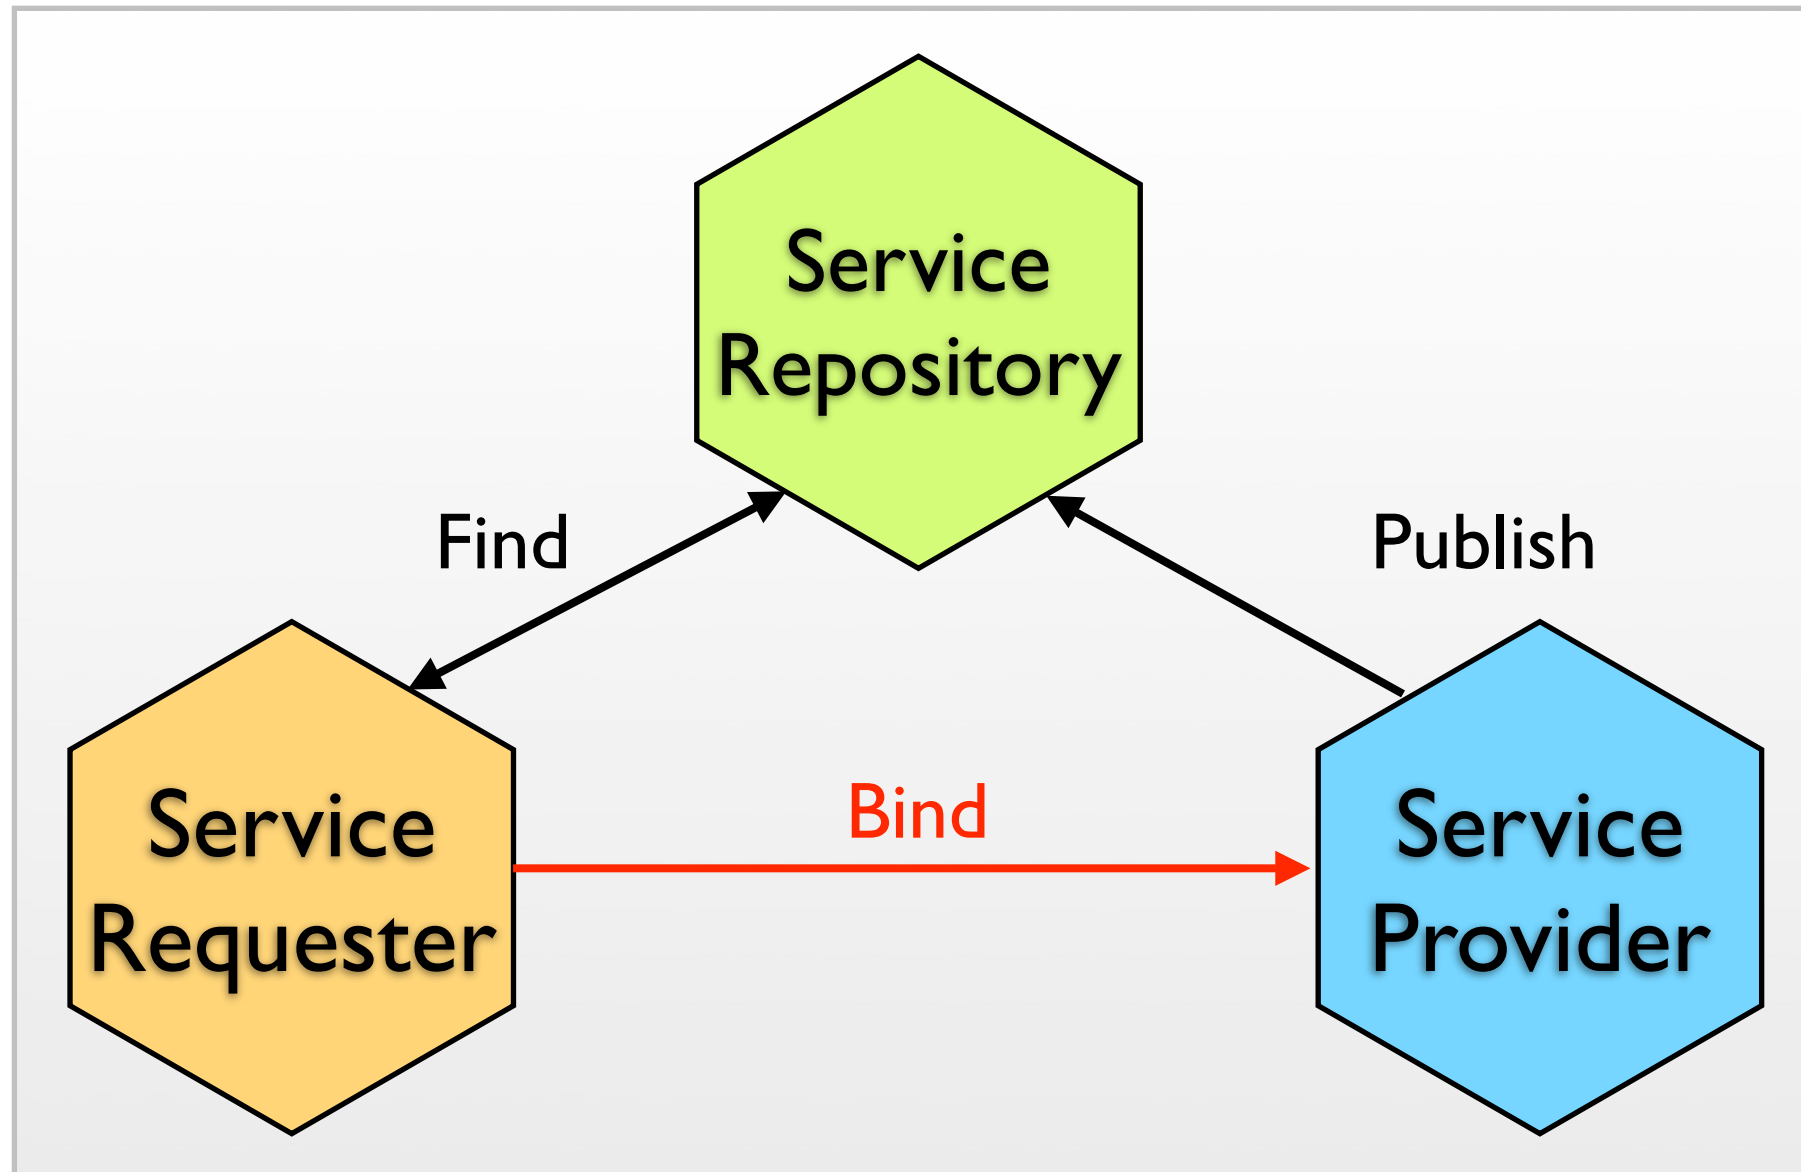 Service
Repository
Find
Publish
Bind
Service
Requester
Service
Provider